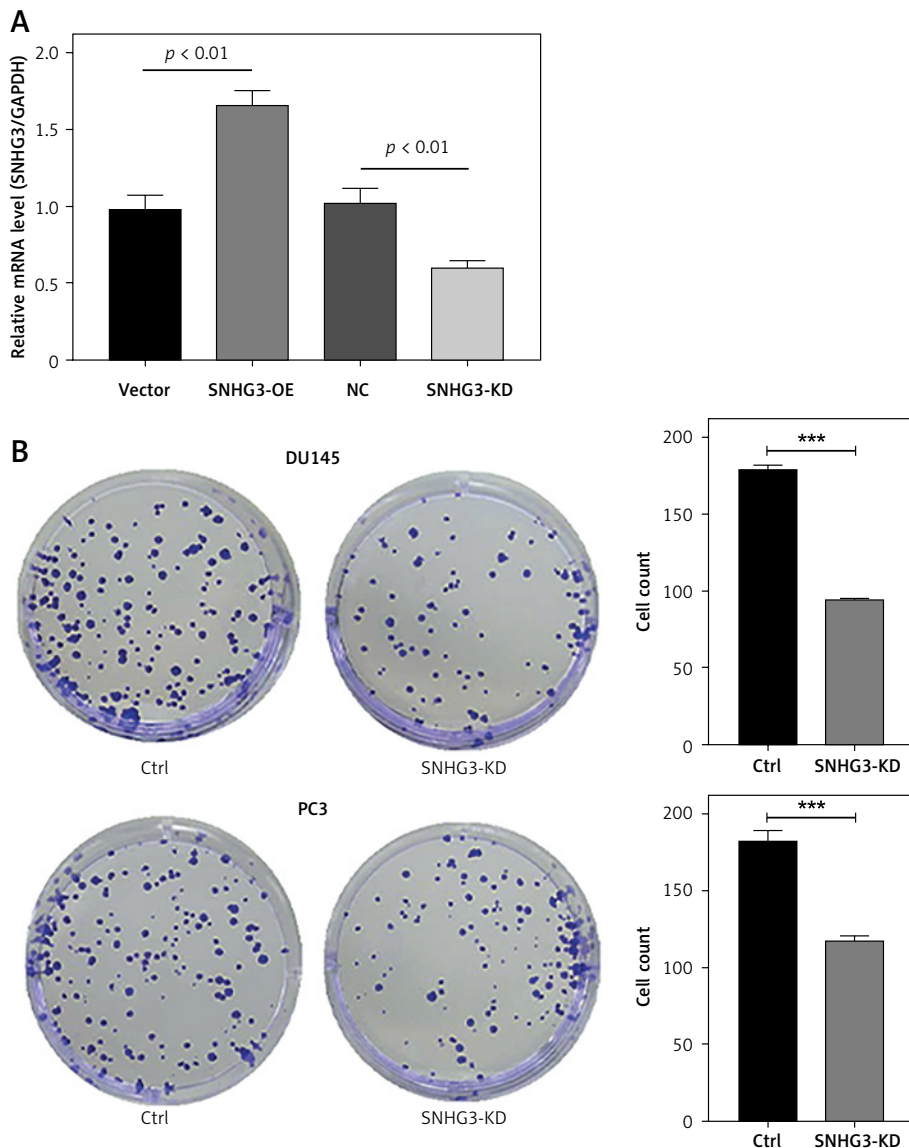 A
Relative mRNA level (SNHG3/GAPDH)
2.0
1.5
1.0
0.5
0
p < 0.01
p < 0.01
Vector SNHG3-OE NC SNHG3-KD
B
DU145
Ctrl SNHG3-KD
Cell count
200
150
100
50
0
***
Ctrl SNHG3-KD
PC3
Ctrl SNHG3-KD
Cell count
200
150
100
50
0
***
Ctrl SNHG3-KD